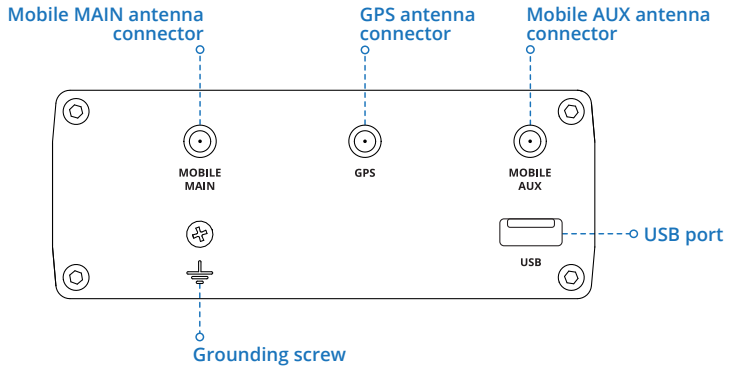 Mobile MAIN antenna
connector
GPS antenna
connector
Mobile AUX antenna
connector
MOBILE
MAIN
GPS
MOBILE
AUX
USB port
USB
Grounding screw